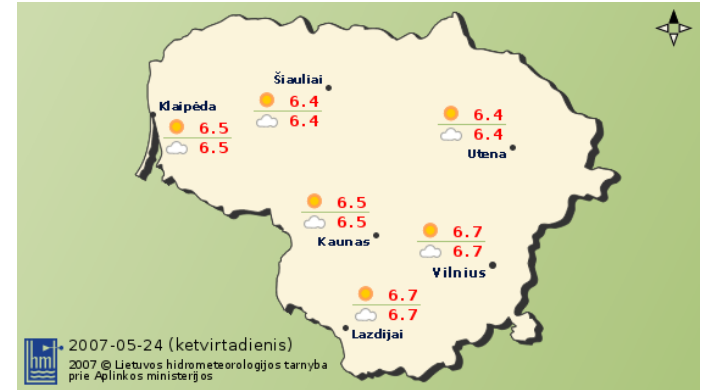 Šiauliai
6.4
6.4
Klaipėda
6.5
6.5
6.4
6.4
Utena
6.5
6.5
Kaunas
6.7
6.7
Vilnius
6.7
6.7
Lazdijai
2007-05-24 (ketvirtadienis)
hml
2007 © Lietuvos hidrometeorologijos tarnyba
prie Aplinkos ministerijos